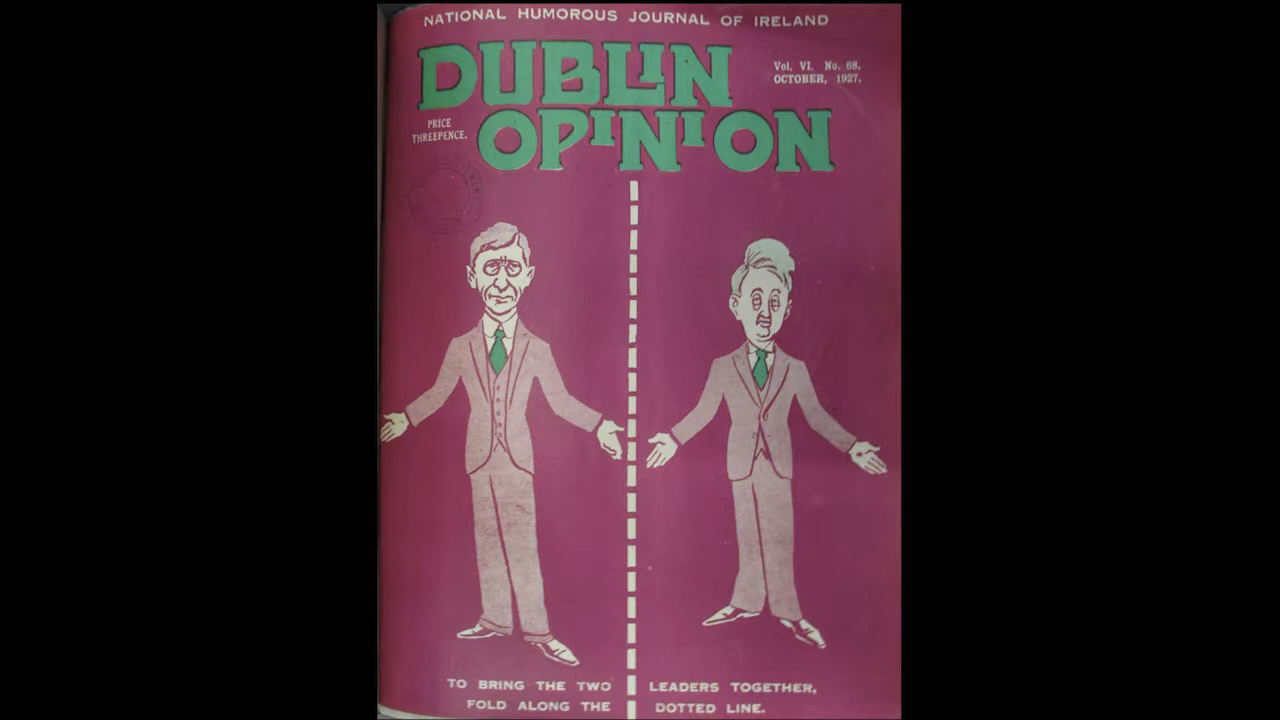 NATIONAL HUMOROUS JOURNAL OF IRELAND
DUBLIN
OPINION
Vol. VI. No. 68.
OCTOBER, 1927.
PRICE
THREEPENCE.
TO BRING THE TWO LEADERS TOGETHER,
FOLD ALONG THE DOTTED LINE.